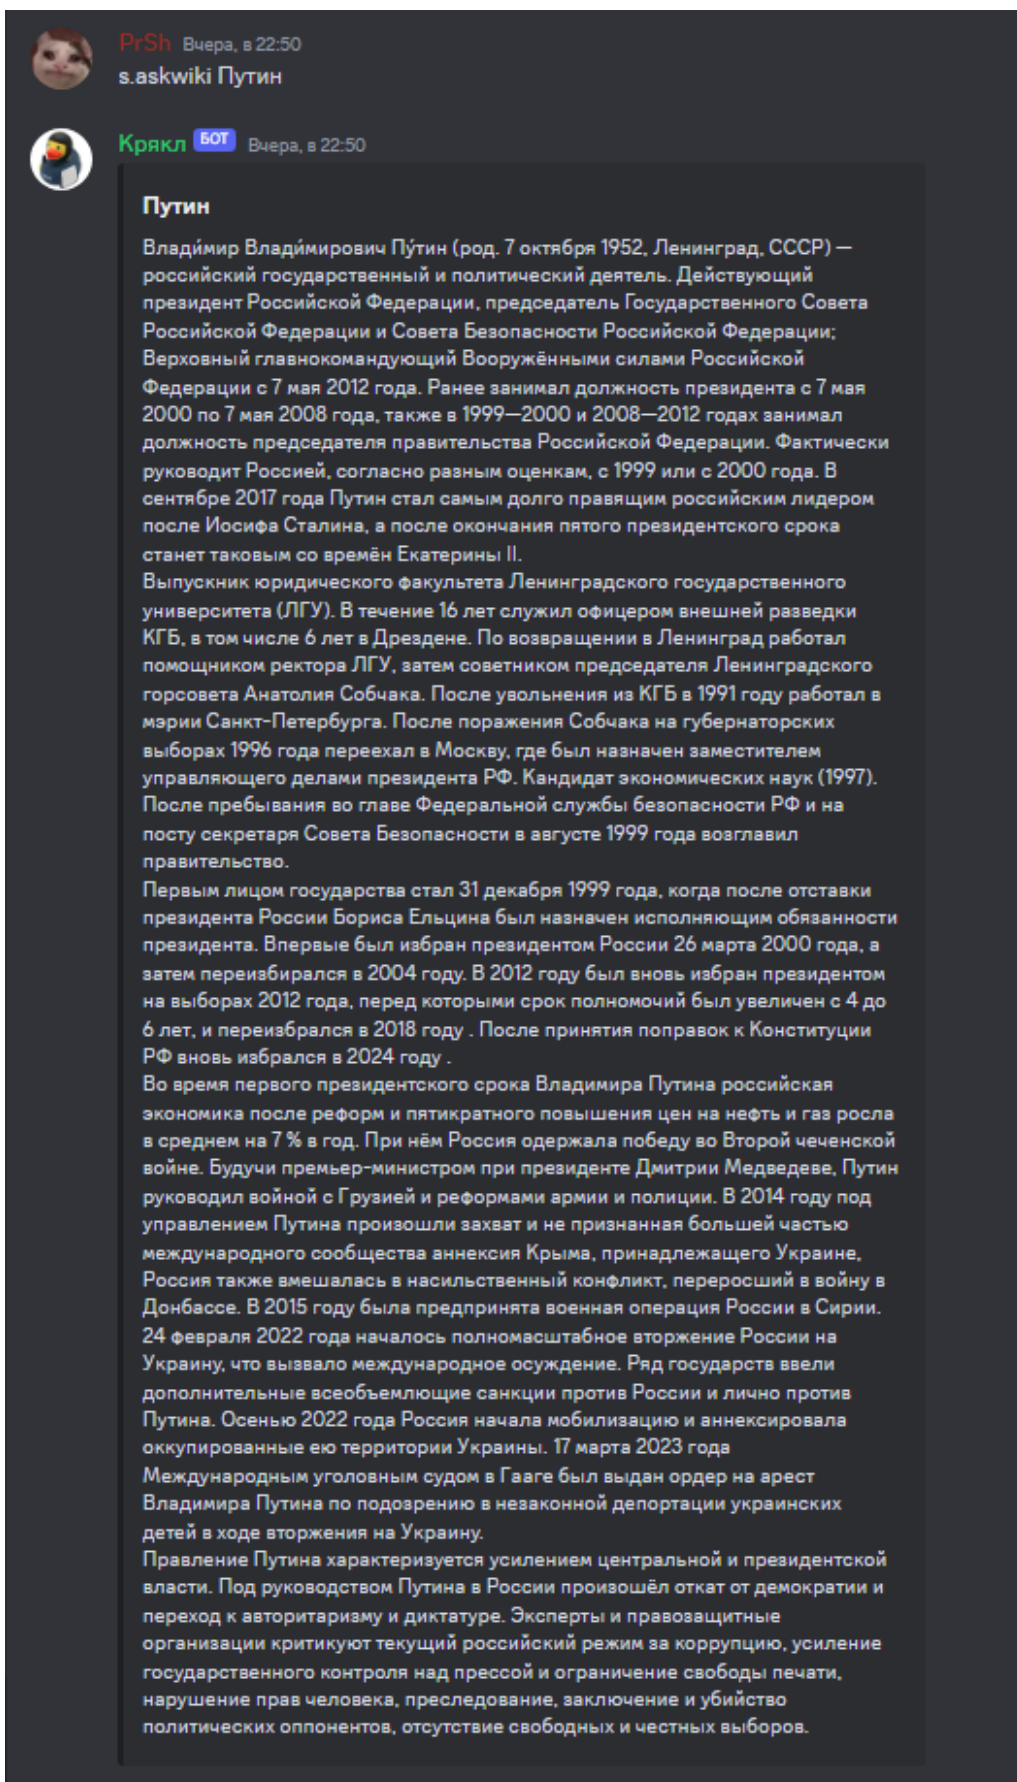 PrSh Вчера, в 22:50
s.askwiki Путин
Крякл БОТ Вчера, в 22:50
Путин
Влади́мир Влади́мирович Пу́тин (род. 7 октября 1952, Ленинград, СССР) —
российский государственный и политический деятель. Действующий
президент Российской Федерации, председатель Государственного Совета
Российской Федерации и Совета Безопасности Российской Федерации;
Верховный главнокомандующий Вооружёнными силами Российской
Федерации с 7 мая 2012 года. Ранее занимал должность президента с 7 мая
2000 по 7 мая 2008 года, также в 1999—2000 и 2008—2012 годах занимал
должность председателя правительства Российской Федерации. Фактически
руководит Россией, согласно разным оценкам, с 1999 или с 2000 года. В
сентябре 2017 года Путин стал самым долго правящим российским лидером
после Иосифа Сталина, а после окончания пятого президентского срока
станет таковым со времён Екатерины II.
Выпускник юридического факультета Ленинградского государственного
университета (ЛГУ). В течение 16 лет служил офицером внешней разведки
КГБ, в том числе 6 лет в Дрездене. По возвращении в Ленинград работал
помощником ректора ЛГУ, затем советником председателя Ленинградского
горсовета Анатолия Собчака. После увольнения из КГБ в 1991 году работал в
мэрии Санкт-Петербурга. После поражения Собчака на губернаторских
выборах 1996 года переехал в Москву, где был назначен заместителем
управляющего делами президента РФ. Кандидат экономических наук (1997).
После пребывания во главе Федеральной службы безопасности РФ и на
посту секретаря Совета Безопасности в августе 1999 года возглавил
правительство.
Первым лицом государства стал 31 декабря 1999 года, когда после отставки
президента России Бориса Ельцина был назначен исполняющим обязанности
президента. Впервые был избран президентом России 26 марта 2000 года, а
затем переизбирался в 2004 году. В 2012 году был вновь избран президентом
на выборах 2012 года, перед которыми срок полномочий был увеличен с 4 до
6 лет, и переизбрался в 2018 году . После принятия поправок к Конституции
РФ вновь избрался в 2024 году .
Во время первого президентского срока Владимира Путина российская
экономика после реформ и пятикратного повышения цен на нефть и газ росла
в среднем на 7 % в год. При нём Россия одержала победу во Второй чеченской
войне. Будучи премьер-министром при президенте Дмитрии Медведеве, Путин
руководил войной с Грузией и реформами армии и полиции. В 2014 году под
управлением Путина произошли захват и не признанная большей частью
международного сообщества аннексия Крыма, принадлежащего Украине,
Россия также вмешалась в насильственный конфликт, переросший в войну в
Донбассе. В 2015 году была предпринята военная операция России в Сирии.
24 февраля 2022 года началось полномасштабное вторжение России на
Украину, что вызвало международное осуждение. Ряд государств ввели
дополнительные всеобъемлющие санкции против России и лично против
Путина. Осенью 2022 года Россия начала мобилизацию и аннексировала
оккупированные ею территории Украины. 17 марта 2023 года
Международным уголовным судом в Гааге был выдан ордер на арест
Владимира Путина по подозрению в незаконной депортации украинских
детей в ходе вторжения на Украину.
Правление Путина характеризуется усилением центральной и президентской
власти. Под руководством Путина в России произошёл откат от демократии и
переход к авторитаризму и диктатуре. Эксперты и правозащитные
организации критикуют текущий российский режим за коррупцию, усиление
государственного контроля над прессой и ограничение свободы печати,
нарушение прав человека, преследование, заключение и убийство
политических оппонентов, отсутствие свободных и честных выборов.